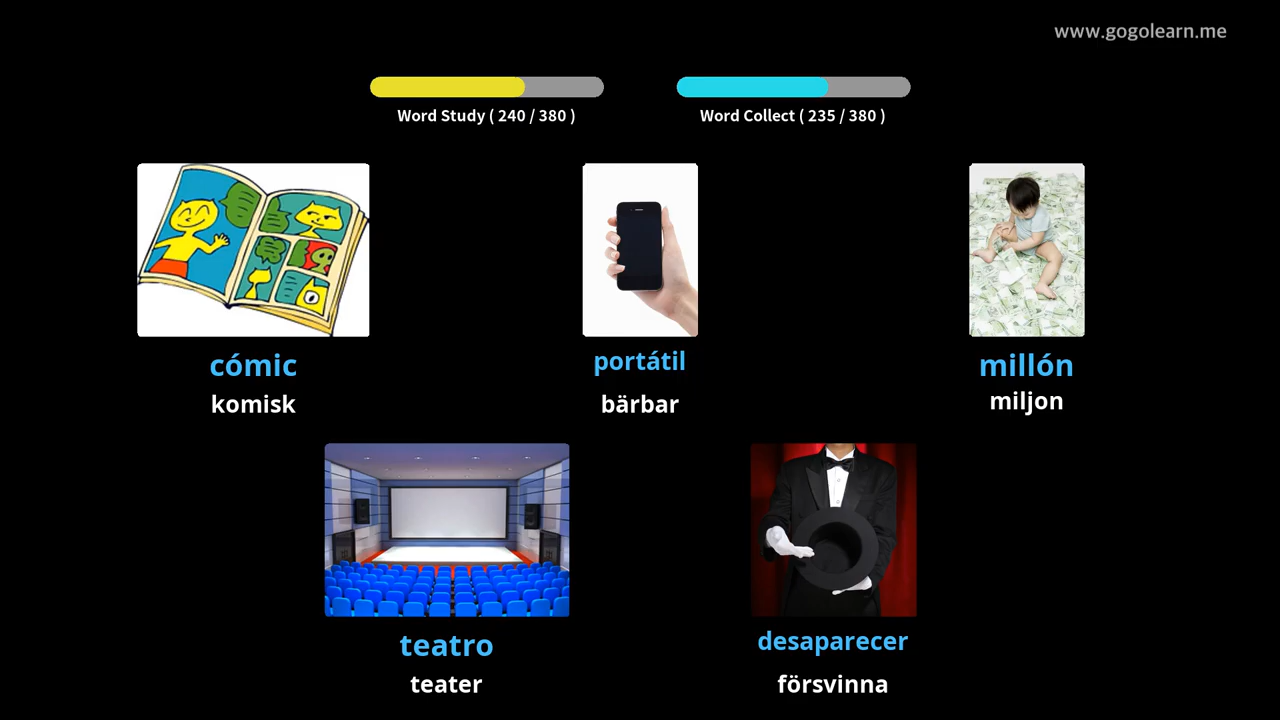 www.gogolearn.me
Word Study ( 240 / 380 )
Word Collect ( 235 / 380 )
cómic
komisk
portátil
bärbar
millón
miljon
teatro
teater
desaparecer
försvinna